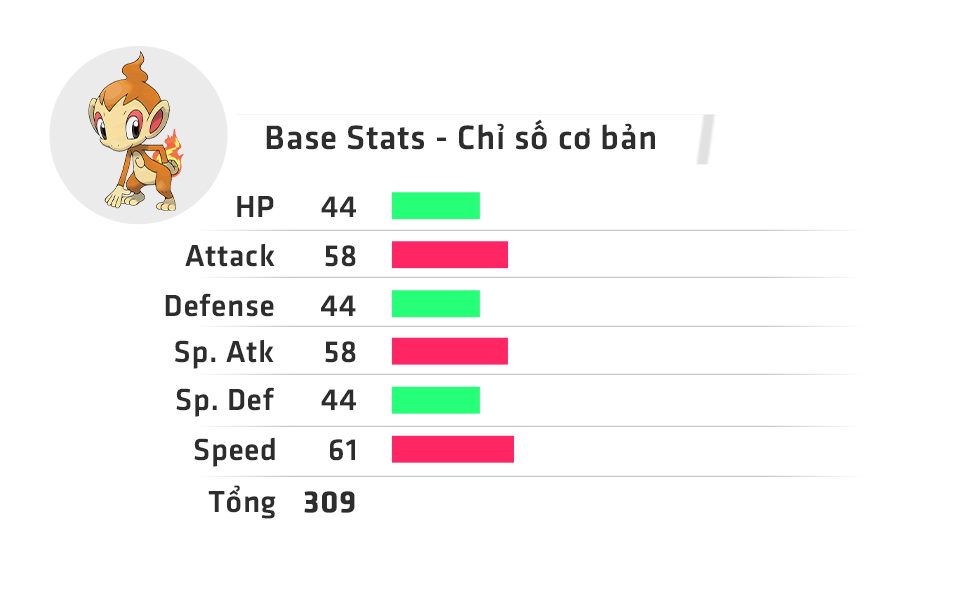 Base Stats - Chỉ số cơ bản
HP 44
Attack 58
Defense 44
Sp. Atk 58
Sp. Def 44
Speed 61
Tổng 309